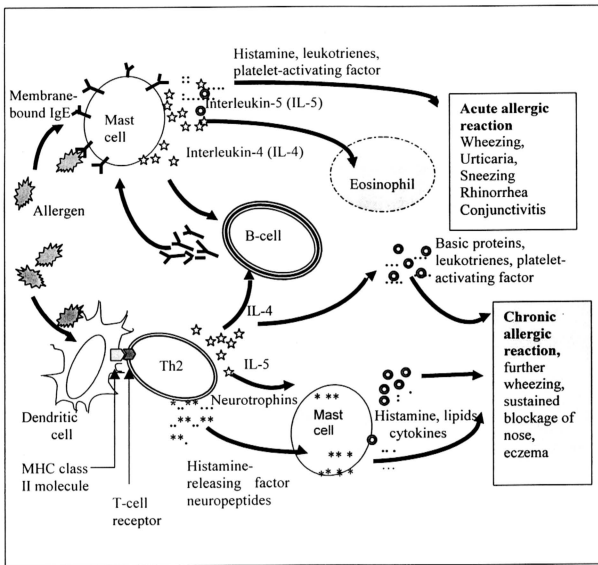 Histamine, leukotrienes,
platelet-activating factor
Membrane-
bound IgE
Mast
cell
Interleukin-5 (IL-5)
Interleukin-4 (IL-4)
Eosinophil
Acute allergic
reaction
Wheezing,
Urticaria,
Sneezing
Rhinorrhea
Conjunctivitis
Allergen
B-cell
Basic proteins,
leukotrienes, platelet-
activating factor
IL-4
Th2
IL-5
Neurotrophins
Dendritic
cell
Mast
cell
Histamine, lipids
cytokines
Chronic
allergic
reaction,
further
wheezing,
sustained
blockage of
nose,
eczema
MHC class
II molecule
T-cell
receptor
Histamine-
releasing factor
neuropeptides